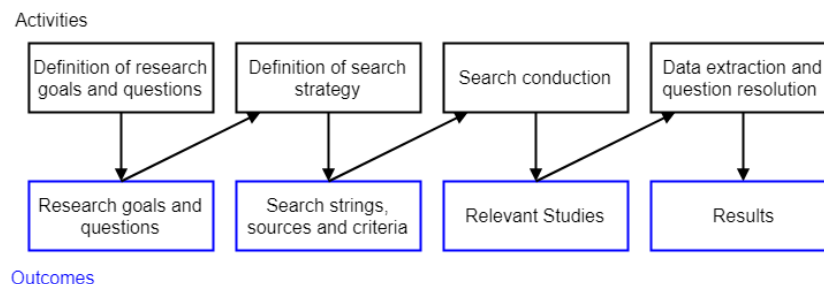 Activities
Definition of research
goals and questions
Definition of search
strategy
Search conduction
Data extraction and
question resolution
Research goals and
questions
Search strings,
sources and criteria
Relevant Studies
Results
Outcomes